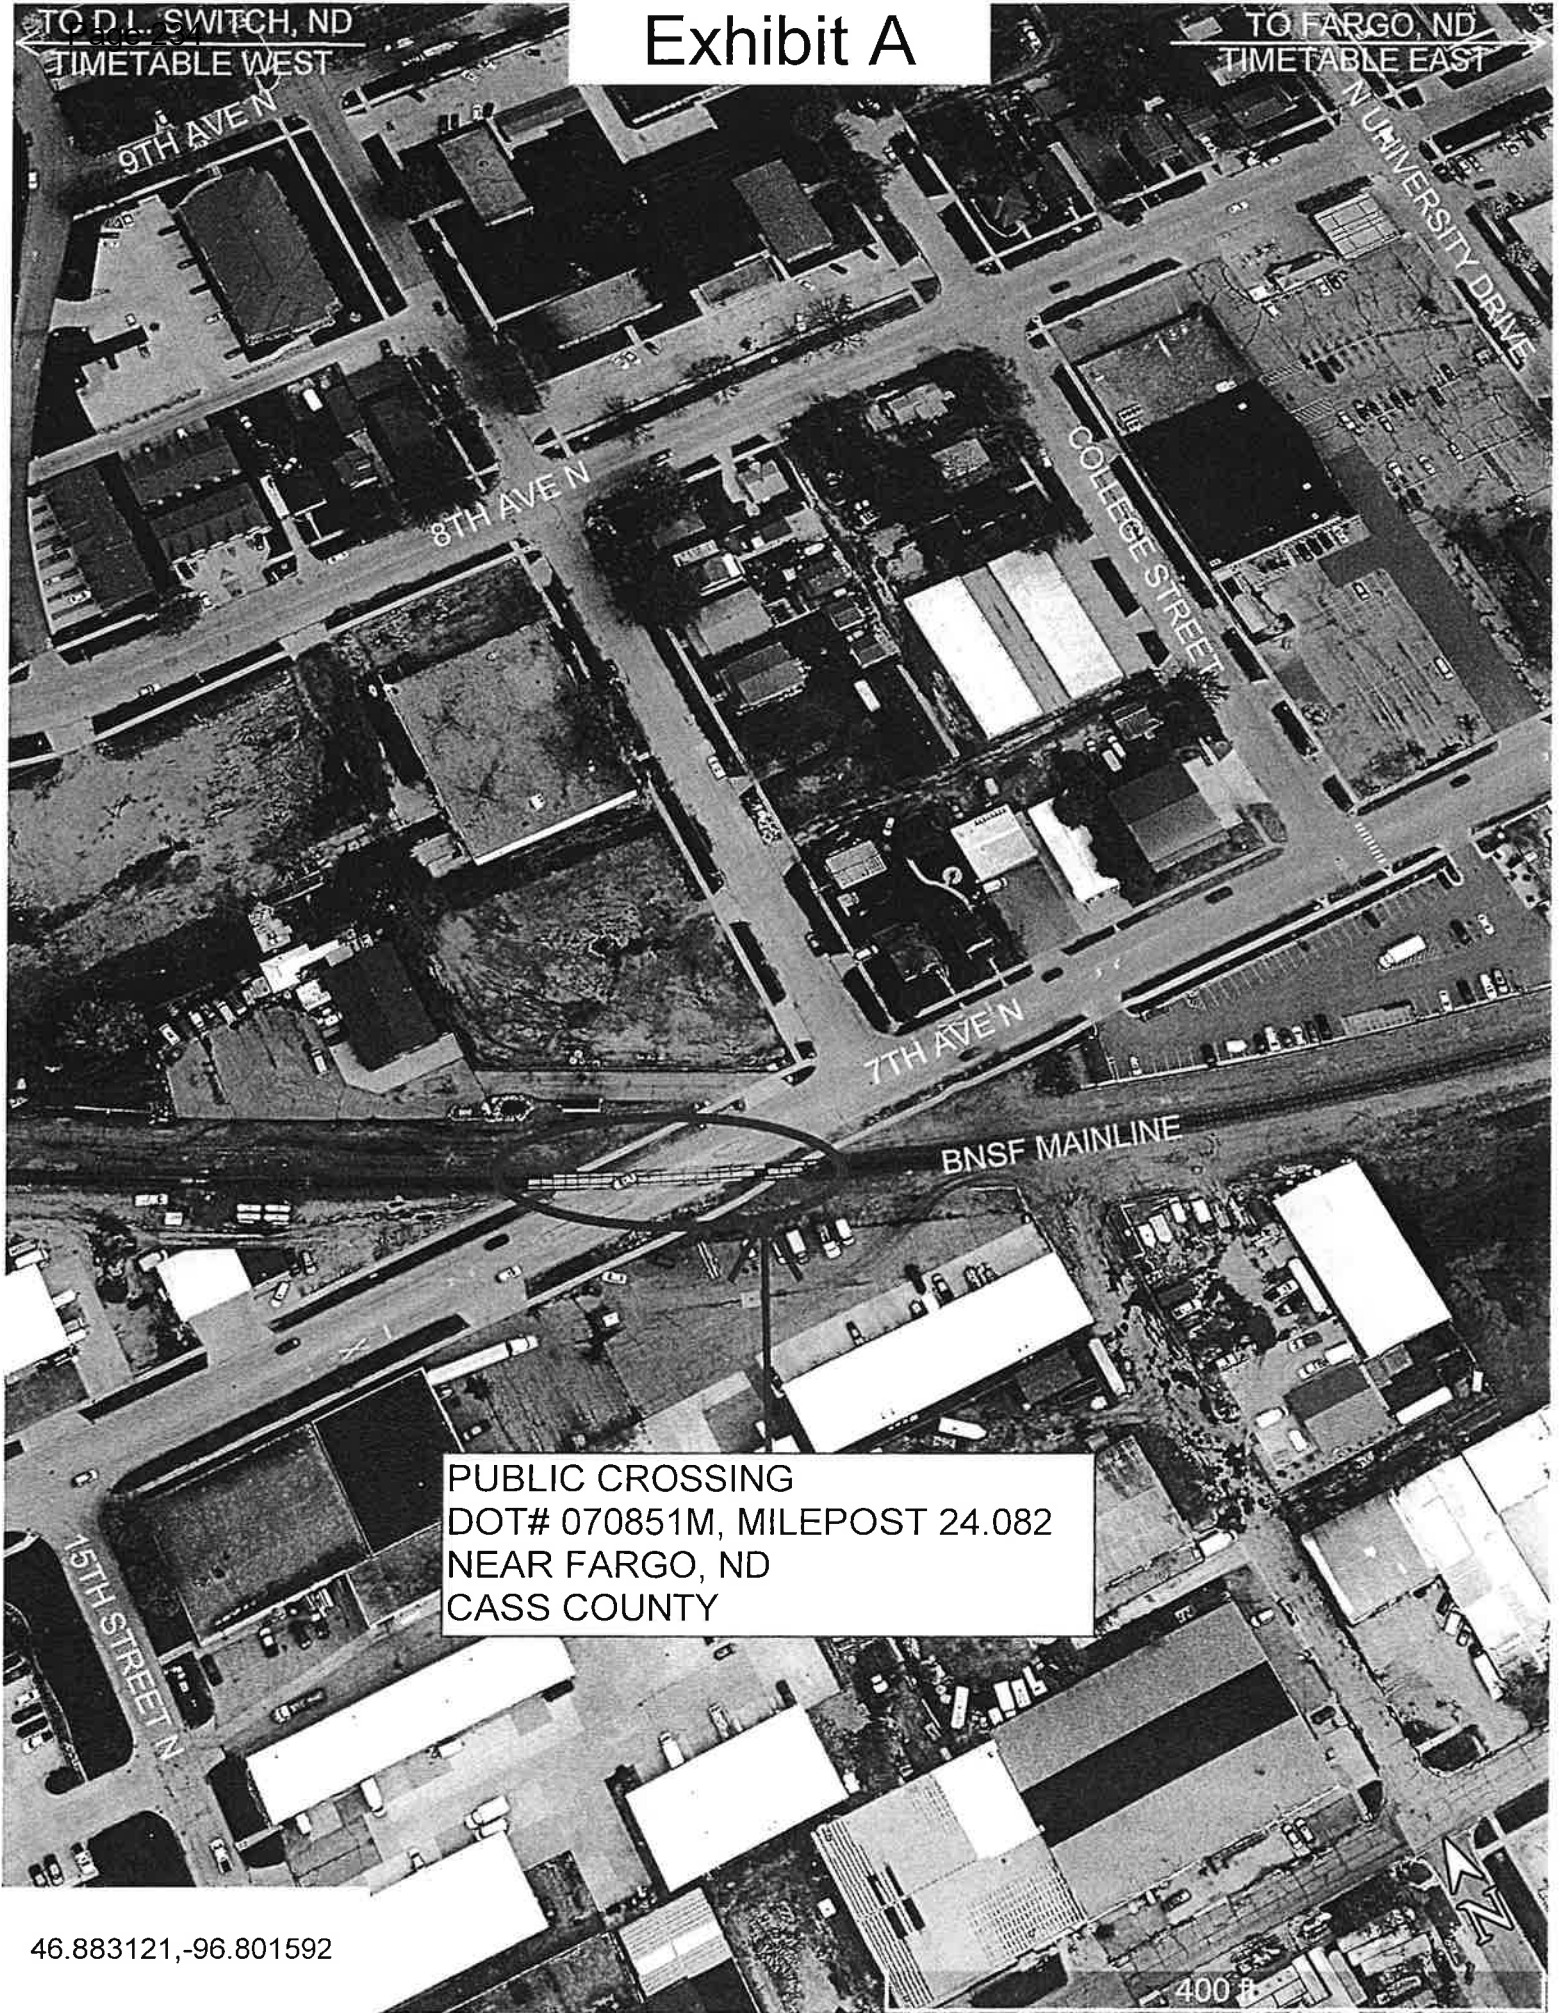 TO D.L. SWITCH, ND
Page 234
TIMETABLE WEST
Exhibit A
TO FARGO, ND
TIMETABLE EAST
9TH AVE N
N UNIVERSITY DRIVE
8TH AVE N
COLLEGE STREET
7TH AVE N
BNSF MAINLINE
PUBLIC CROSSING
DOT# 070851M, MILEPOST 24.082
NEAR FARGO, ND
CASS COUNTY
15TH STREET N
N
46.883121,-96.801592
400 ft